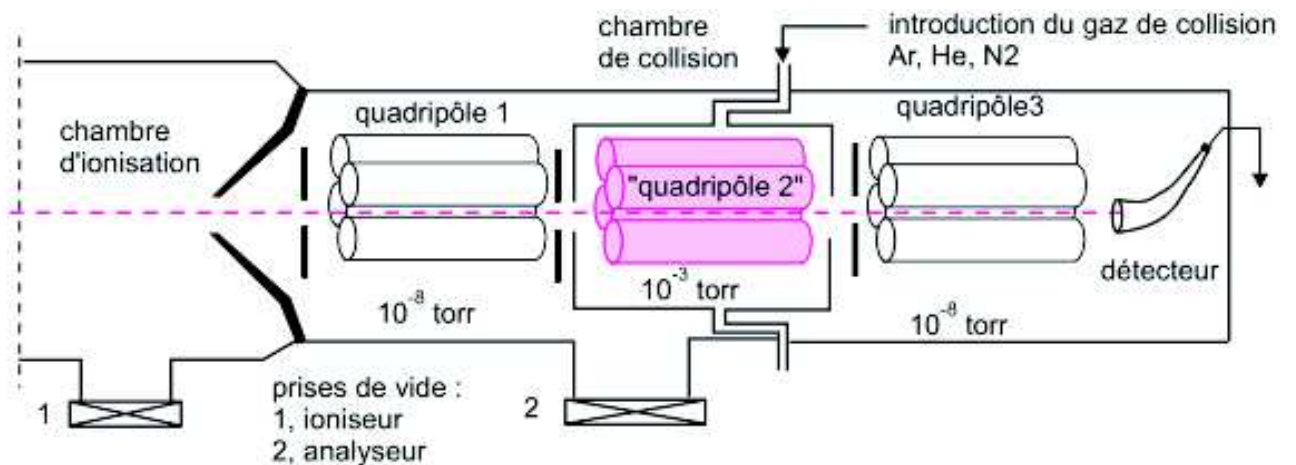 chambre
de collision
introduction du gaz de collision
Ar, He, N2
chambre
d'ionisation
quadripôle 1
"quadripôle 2"
quadripôle3
détecteur
10⁻⁸ torr
10⁻³ torr
10⁻⁸ torr
1
prises de vide :
1, ioniseur
2, analyseur
2